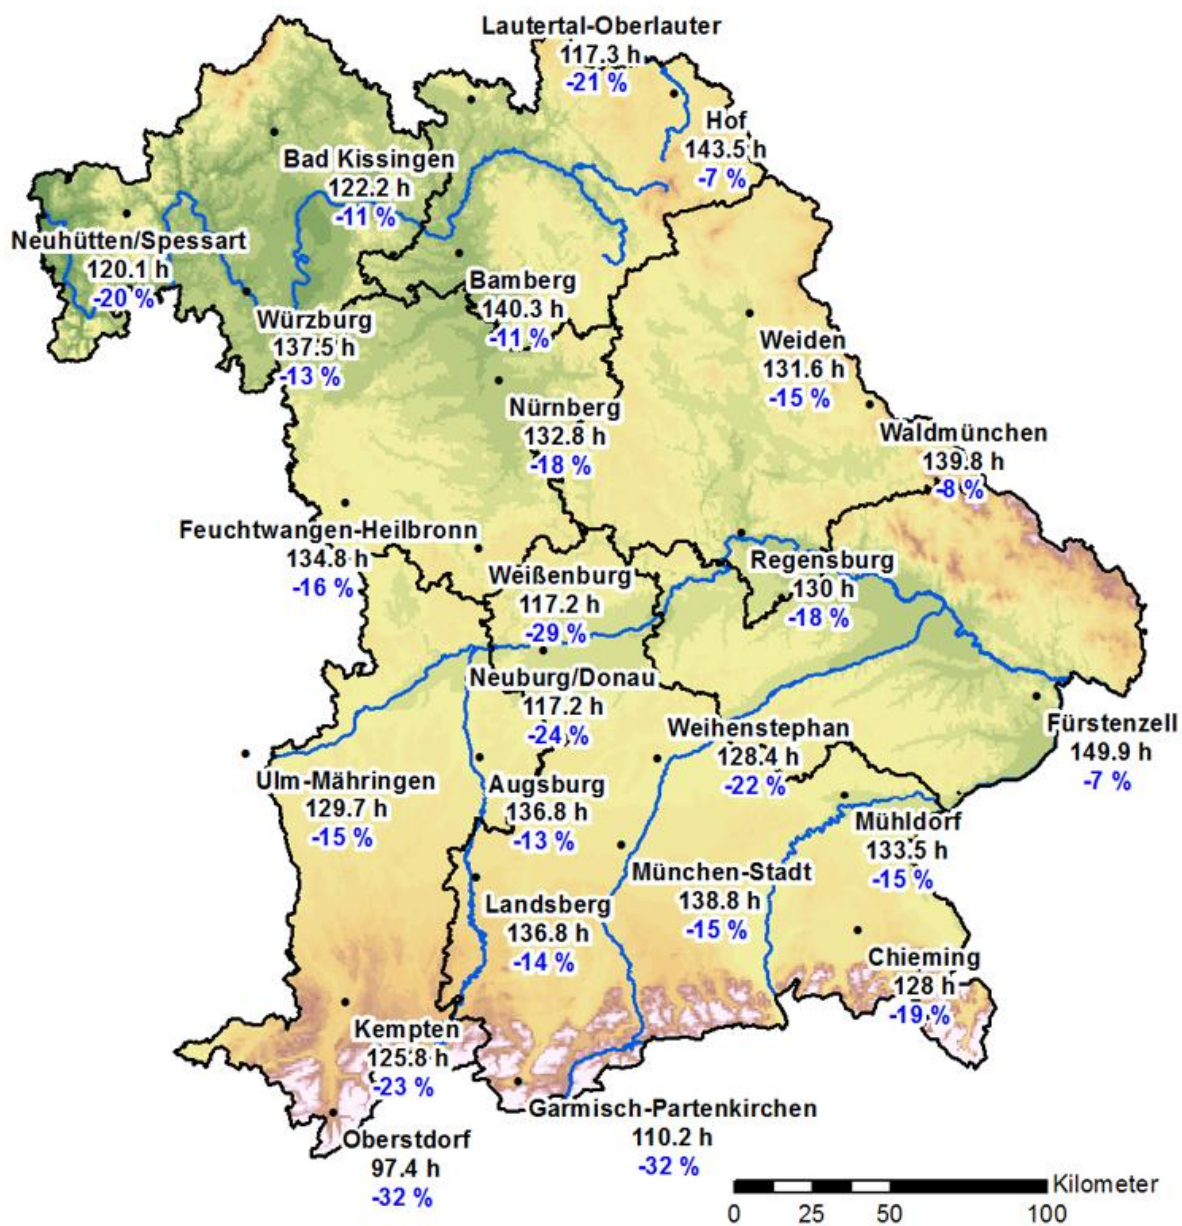 Lautertal-Oberlauter
117.3 h
-21 %
Hof
143.5 h
-7 %
Bad Kissingen
122.2 h
-11 %
Neuhütten/Spessart
120.1 h
-20 %
Bamberg
140.3 h
-11 %
Würzburg
137.5 h
-13 %
Weiden
131.6 h
-15 %
Nürnberg
132.8 h
-18 %
Waldmünchen
139.8 h
-8 %
Feuchtwangen-Heilbronn
134.8 h
-16 %
Weißenburg
117.2 h
-29 %
Regensburg
130 h
-18 %
Neuburg/Donau
117.2 h
-24 %
Weihenstephan
128.4 h
-22 %
Fürstenzell
149.9 h
-7 %
Ulm-Mähringen
129.7 h
-15 %
Augsburg
136.8 h
-13 %
Mühldorf
133.5 h
-15 %
München-Stadt
138.8 h
-15 %
Landsberg
136.8 h
-14 %
Chieming
128 h
-19 %
Kempten
125.8 h
-23 %
Garmisch-Partenkirchen
110.2 h
-32 %
Oberstdorf
97.4 h
-32 %
Kilometer
0 25 50 100